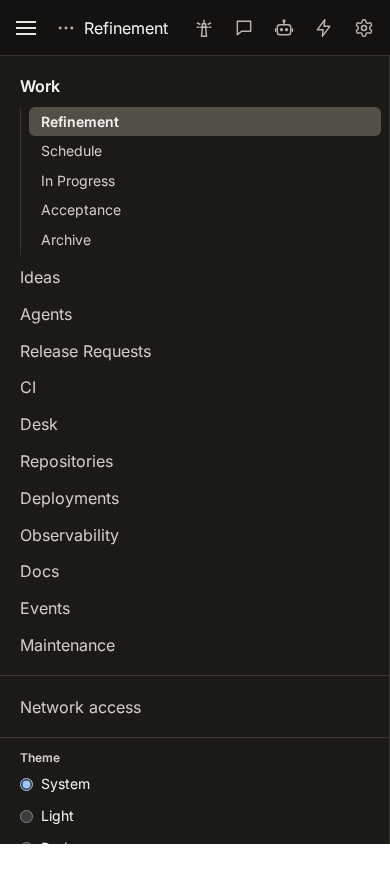 Refinement
Work
Refinement
Schedule
In Progress
Acceptance
Archive
Ideas
Agents
Release Requests
CI
Desk
Repositories
Deployments
Observability
Docs
Events
Maintenance
Network access
Theme
System
Light